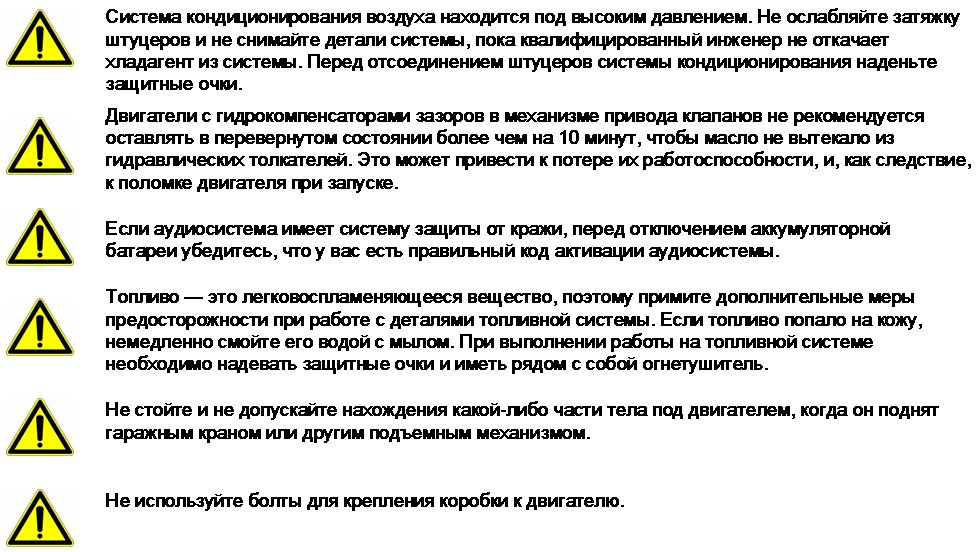 Система кондиционирования воздуха находится под высоким давлением. Не ослабляйте затяжку
штуцеров и не снимайте детали системы, пока квалифицированный инженер не откачает
хладагент из системы. Перед отсоединением штуцеров системы кондиционирования наденьте
защитные очки.
Двигатели с гидрокомпенсаторами зазоров в механизме привода клапанов не рекомендуется
оставлять в перевернутом состоянии более чем на 10 минут, чтобы масло не вытекало из
гидравлических толкателей. Это может привести к потере их работоспособности, и, как следствие,
к поломке двигателя при запуске.
Если аудиосистема имеет систему защиты от кражи, перед отключением аккумуляторной
батареи убедитесь, что у вас есть правильный код активации аудиосистемы.
Топливо — это легковоспламеняющееся вещество, поэтому примите дополнительные меры
предосторожности при работе с деталями топливной системы. Если топливо попало на кожу,
немедленно смойте его водой с мылом. При выполнении работы на топливной системе
необходимо надевать защитные очки и иметь рядом с собой огнетушитель.
Не стойте и не допускайте нахождения какой-либо части тела под двигателем, когда он поднят
гаражным краном или другим подъемным механизмом.
Не используйте болты для крепления коробки к двигателю.